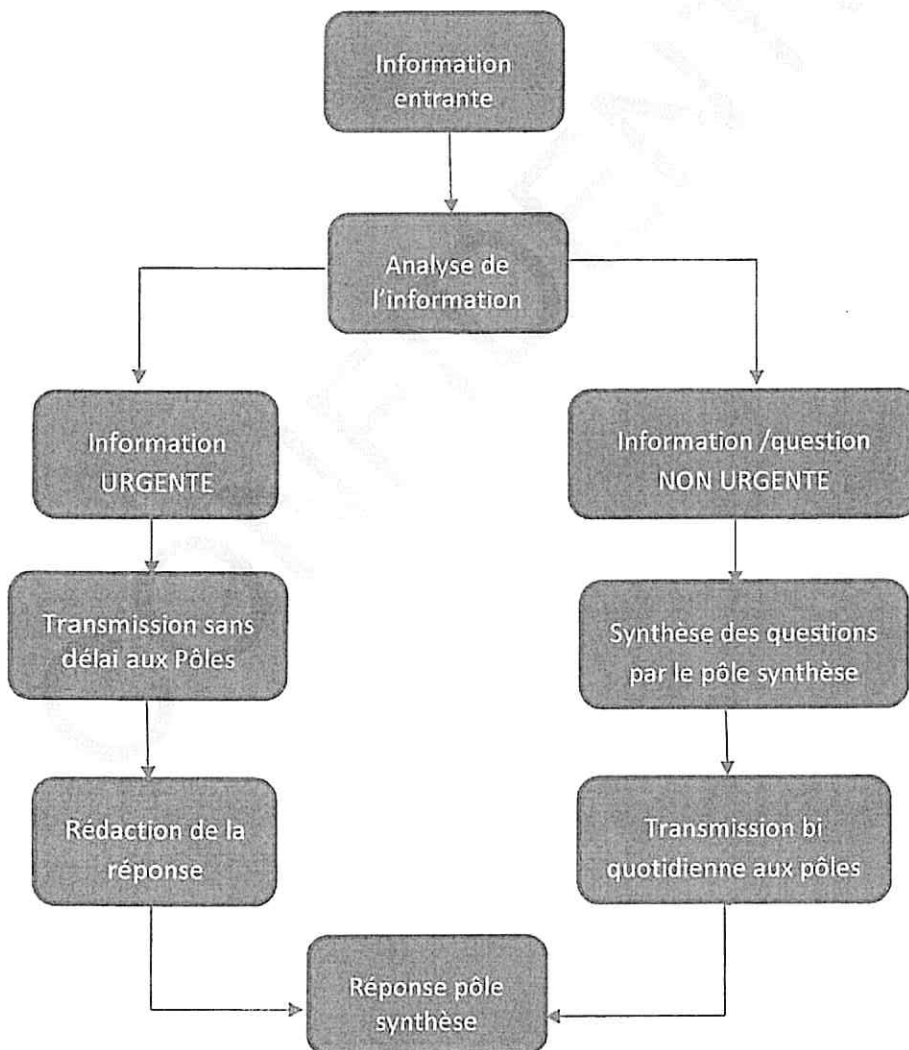 Information
entrante
Analyse de
l'information
Information
URGENTE
Transmission sans
délai aux Pôles
Rédaction de la
réponse
Information /question
NON URGENTE
Synthèse des questions
par le pôle synthèse
Transmission bi
quotidienne aux pôles
Réponse pôle
synthèse